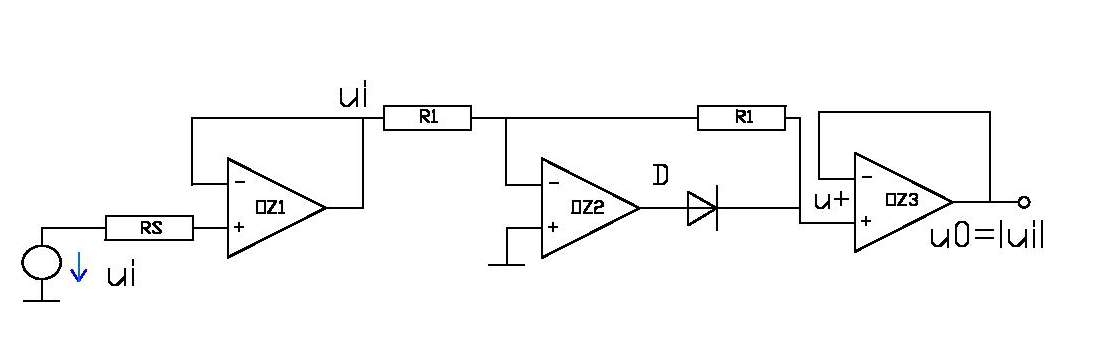 ui
R1
R1
D
-
OZ1
+
-
OZ2
+
-
OZ3
+
u+
RS
ui
u0=|ui|